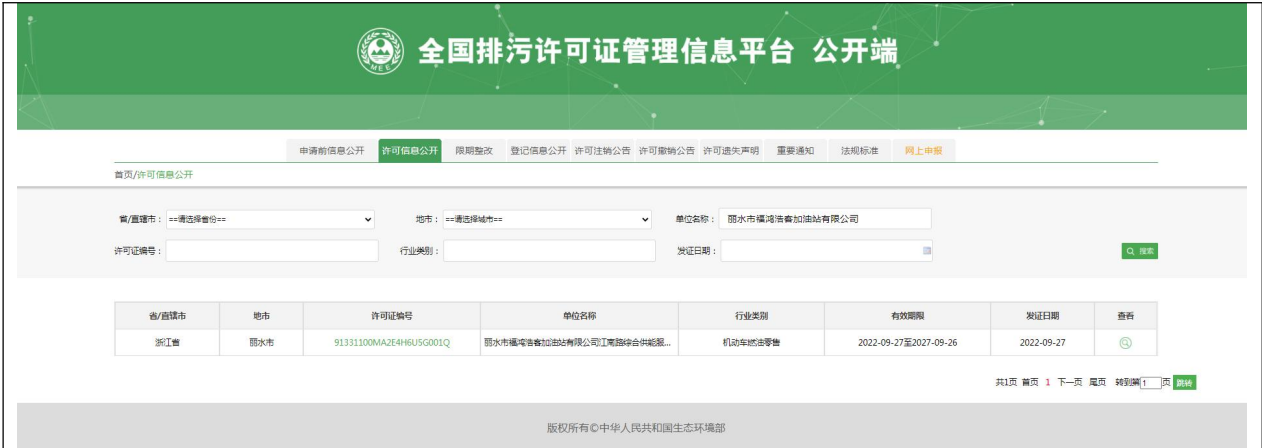 MEE
全国排污许可证管理信息平台 公开端
申请前信息公开 许可信息公开 限期整改 登记信息公开 许可注销公告 许可撤销公告 许可遗失声明 重要通知 法规标准 网上申报
首页/许可信息公开
省/直辖市： ==请选择省份== 地市： ==请选择城市== 单位名称： 丽水市福鸿浩春加油站有限公司
许可证编号： 行业类别： 发证日期： 搜索
省/直辖市 地市 许可证编号 单位名称 行业类别 有效期限 发证日期 查看
浙江省 丽水市 91331100MA2E4H6U5G001Q 丽水市福鸿浩春加油站有限公司江南路综合供能服... 机动车燃油零售 2022-09-27至2027-09-26 2022-09-27
共1页 首页 1 下一页 尾页 转到第 1 页 跳转
版权所有©中华人民共和国生态环境部